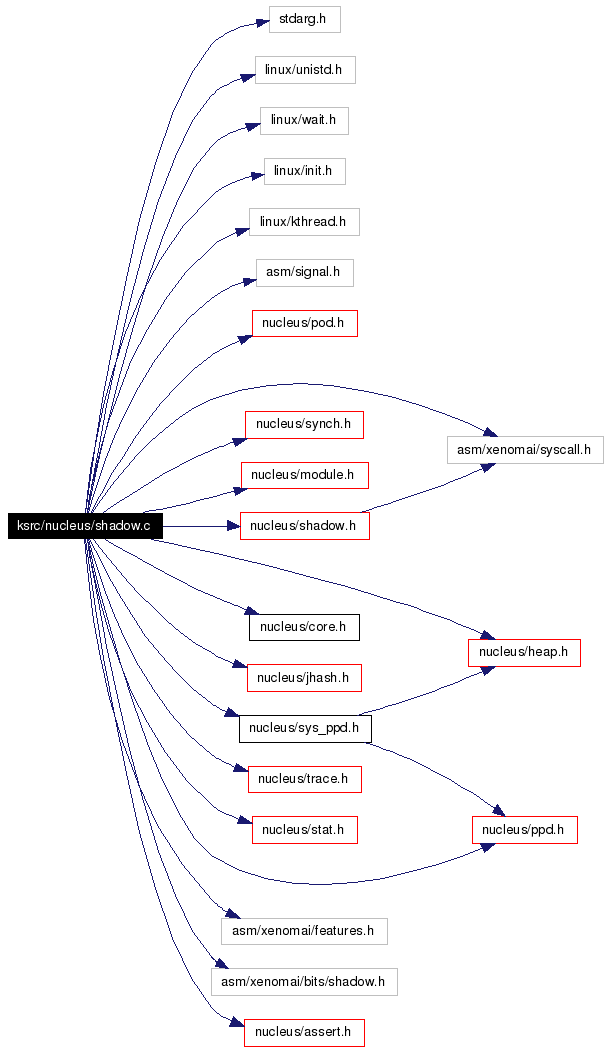 stdarg.h
linux/unistd.h
linux/wait.h
linux/init.h
linux/kthread.h
asm/signal.h
nucleus/pod.h
nucleus/synch.h
asm/xenomai/syscall.h
nucleus/module.h
ksrc/nucleus/shadow.c
nucleus/shadow.h
nucleus/core.h
nucleus/heap.h
nucleus/jhash.h
nucleus/sys_ppd.h
nucleus/trace.h
nucleus/stat.h
nucleus/ppd.h
asm/xenomai/features.h
asm/xenomai/bits/shadow.h
nucleus/assert.h